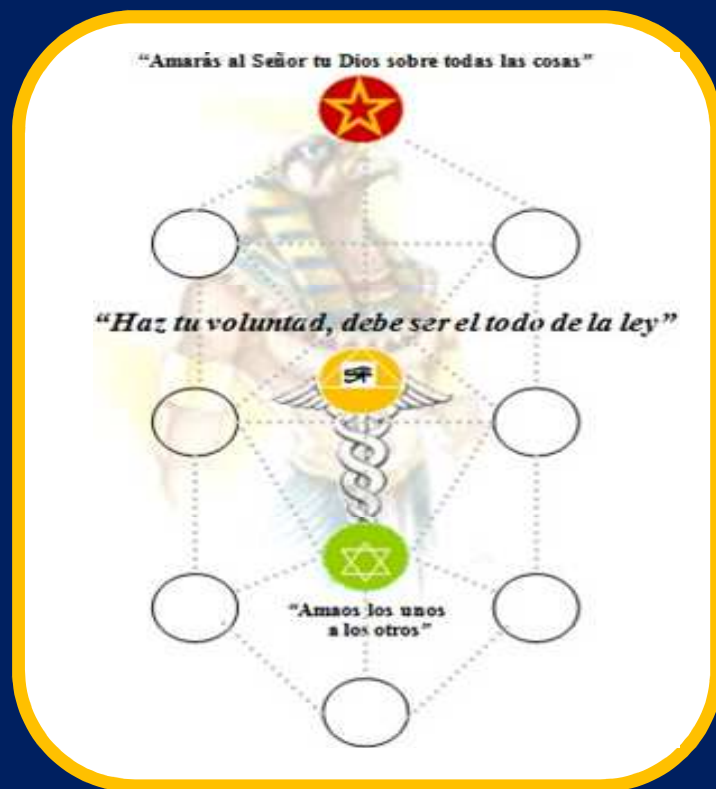 “Amarás al Señor tu Dios sobre todas las cosas”
“Haz tu voluntad, debe ser el todo de la ley”
“Amaos los unos
a los otros”